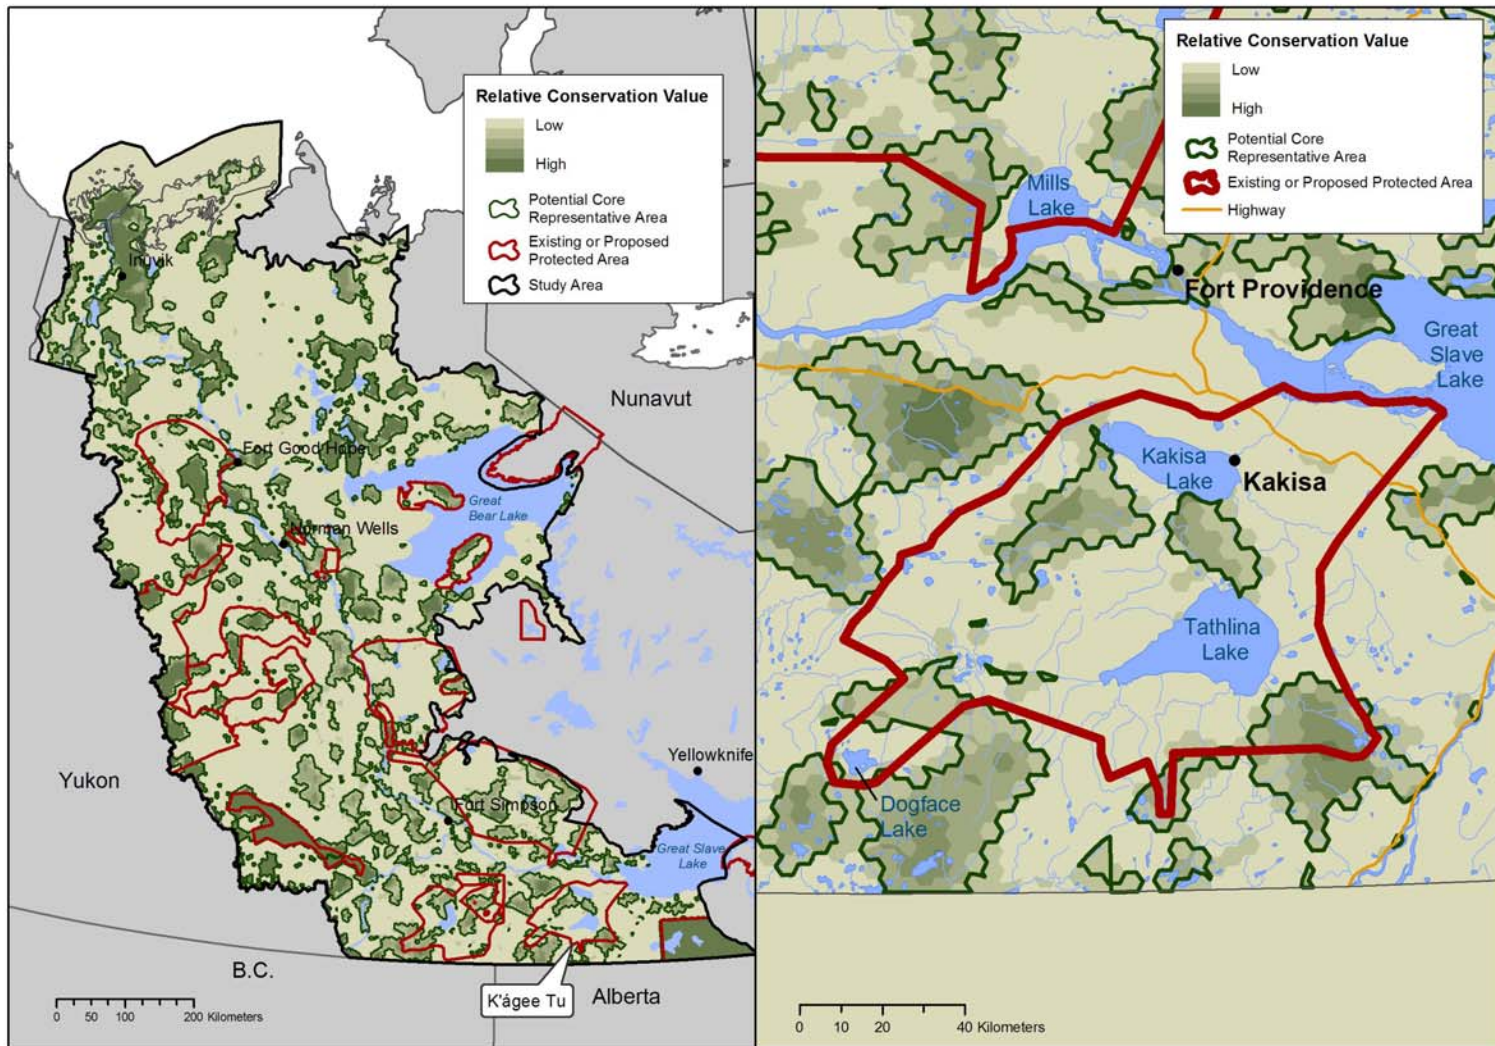 Relative Conservation Value
Low
High
Potential Core
Representative Area
Existing or Proposed
Protected Area
Study Area
Inuvik
Nunavut
Fort Good Hope
Great
Bear Lake
Norman Wells
Yellowknife
Yukon
Fort Simpson
Great Slave
Lake
B.C.
K'ágee Tu
Alberta
0 50 100 200 Kilometers
Relative Conservation Value
Low
High
Potential Core
Representative Area
Existing or Proposed Protected Area
Highway
Mills
Lake
Fort Providence
Great
Slave
Lake
Kakisa
Lake
Kakisa
Tathlina
Lake
Dogface
Lake
0 10 20 40 Kilometers